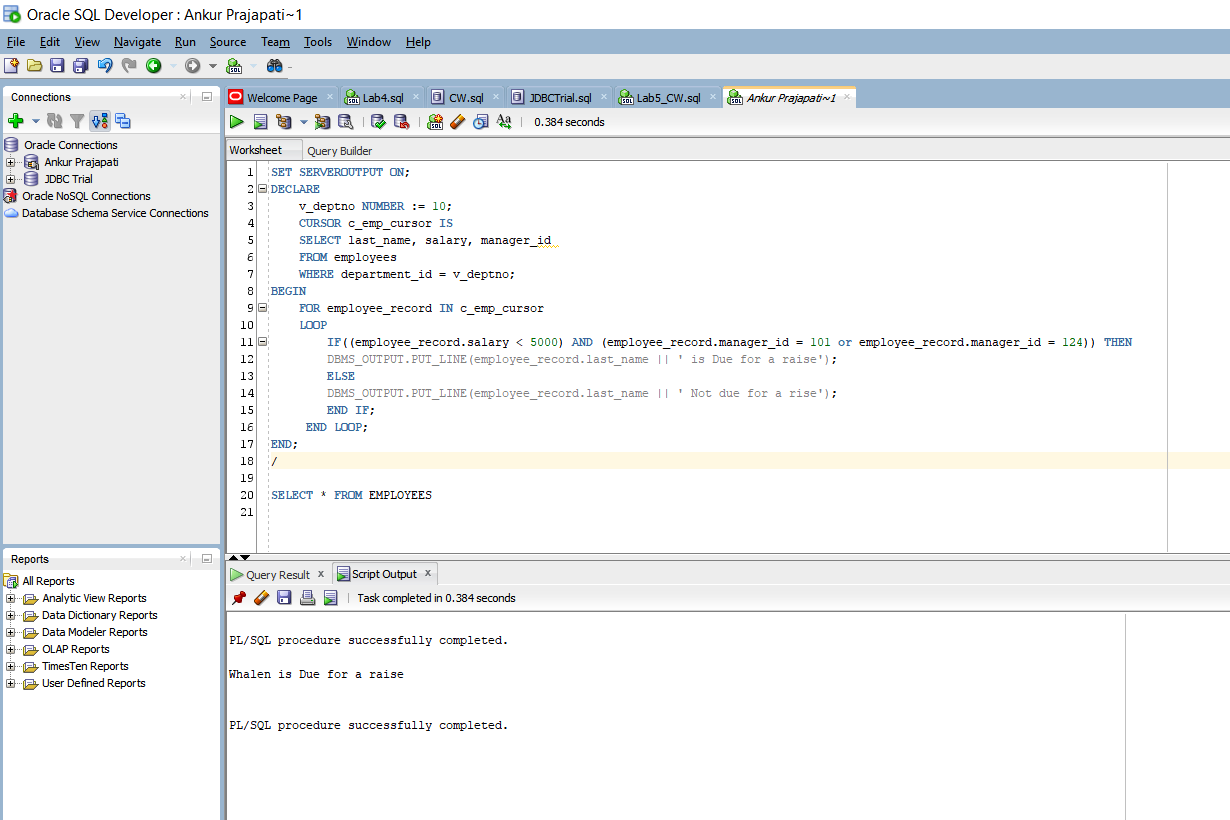 Oracle SQL Developer : Ankur Prajapati~1
File Edit View Navigate Run Source Team Tools Window Help
Connections
Oracle Connections
Ankur Prajapati
JDBC Trial
Oracle NoSQL Connections
Database Schema Service Connections
Welcome Page Lab4.sql CW.sql JDBCTrial.sql Lab5_CW.sql Ankur Prajapati~1
0.384 seconds
Worksheet Query Builder
1 SET SERVEROUTPUT ON;
2 DECLARE
3 v_deptno NUMBER := 10;
4 CURSOR c_emp_cursor IS
5 SELECT last_name, salary, manager_id
6 FROM employees
7 WHERE department_id = v_deptno;
8 BEGIN
9 FOR employee_record IN c_emp_cursor
10 LOOP
11 IF((employee_record.salary < 5000) AND (employee_record.manager_id = 101 or employee_record.manager_id = 124)) THEN
12 DBMS_OUTPUT.PUT_LINE(employee_record.last_name || ' is Due for a raise');
13 ELSE
14 DBMS_OUTPUT.PUT_LINE(employee_record.last_name || ' Not due for a rise');
15 END IF;
16 END LOOP;
17 END;
18 /
19
20 SELECT * FROM EMPLOYEES
21
Reports
All Reports
Analytic View Reports
Data Dictionary Reports
Data Modeler Reports
OLAP Reports
TimesTen Reports
User Defined Reports
Query Result x Script Output x
Task completed in 0.384 seconds
PL/SQL procedure successfully completed.
Whalen is Due for a raise
PL/SQL procedure successfully completed.